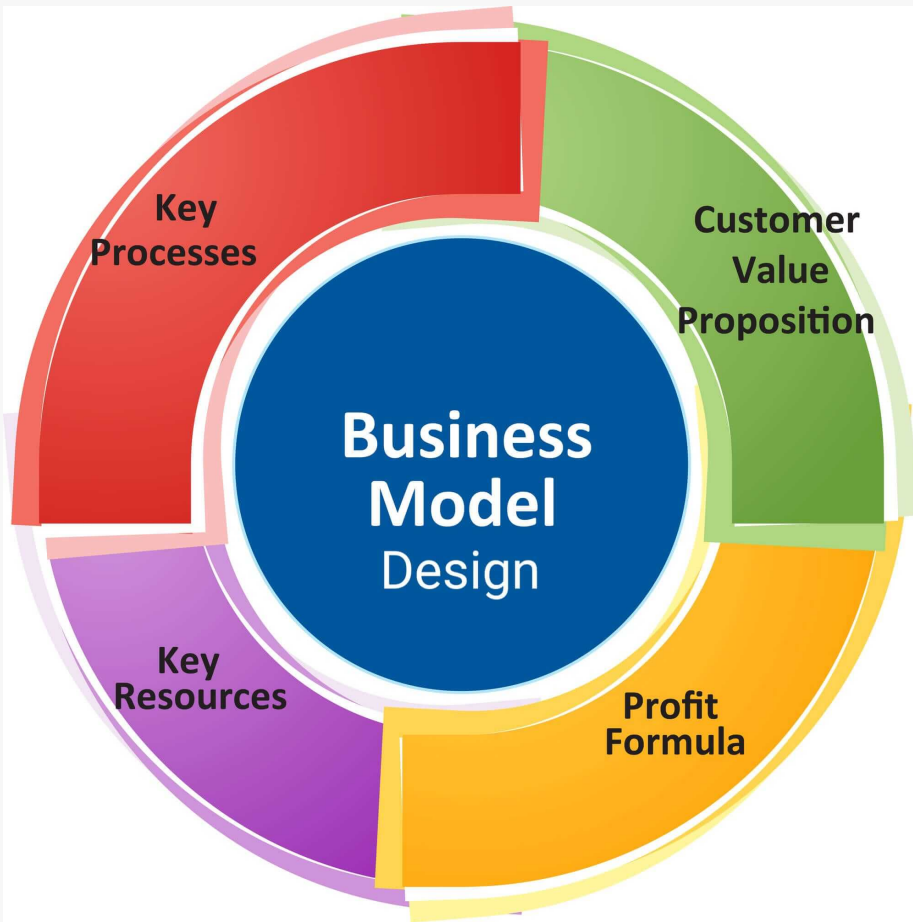 Key
Processes
Customer
Value
Proposition
Business
Model
Design
Key
Resources
Profit
Formula